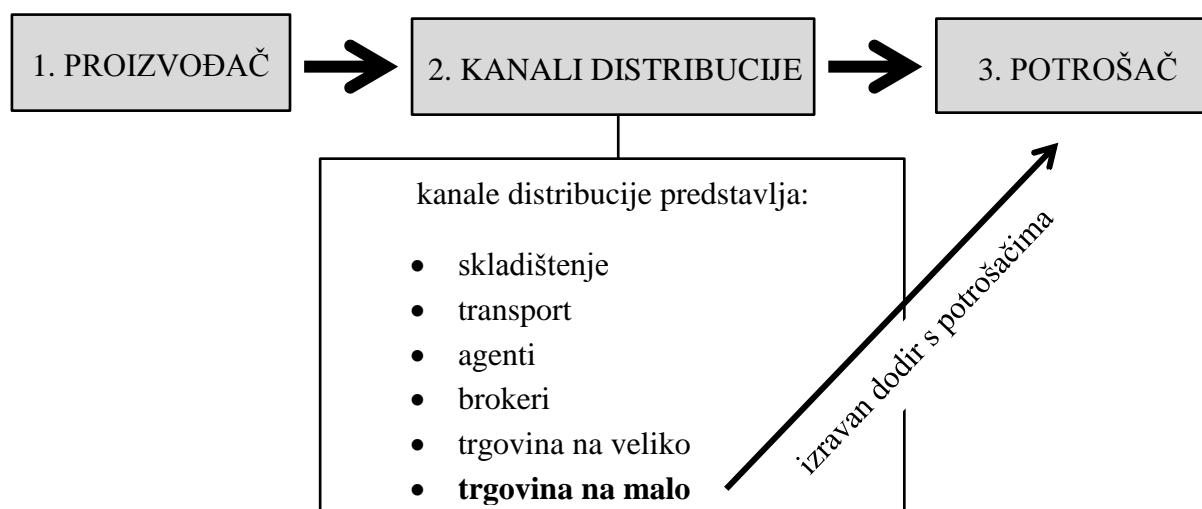 1. PROIZVOĐAČ
2. KANALI DISTRIBUCIJE
3. POTROŠAČ
kanale distribucije predstavlja:
• skladištenje
• transport
• agenti
• brokeri
• trgovina na veliko
• trgovina na malo
izravan dodir s potrošačima